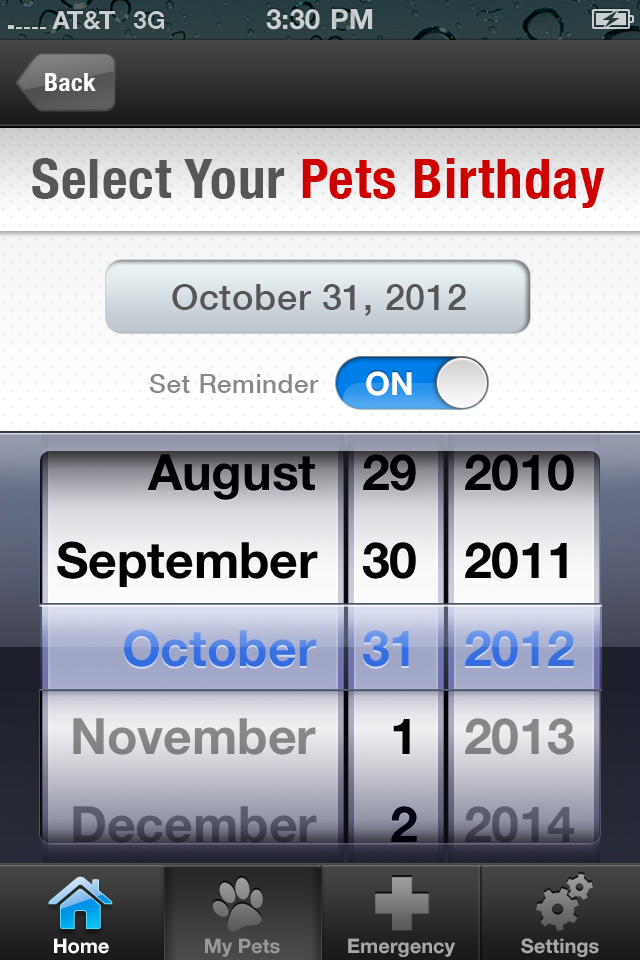 AT&T 3G 3:30 PM
Back
Select Your Pets Birthday
October 31, 2012
Set Reminder ON
August 29 2010
September 30 2011
October 31 2012
November 1 2013
December 2 2014
Home My Pets Emergency Settings